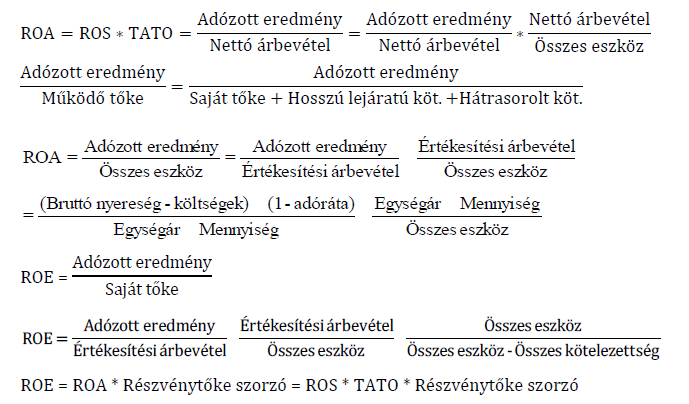 ROA = ROS ∗ TATO = Adózott eredmény / Nettó árbevétel = Adózott eredmény / Nettó árbevétel ∗ Nettó árbevétel / Összes eszköz
Adózott eredmény / Működő tőke = Adózott eredmény / Saját tőke + Hosszú lejáratú köt. +Hátrasorolt köt.
ROA = Adózott eredmény / Összes eszköz = Adózott eredmény / Értékesítési árbevétel Értékesítési árbevétel / Összes eszköz
= (Bruttó nyereség - költségek) (1 - adóráta) / Egységár Mennyiség Egységár Mennyiség / Összes eszköz
ROE = Adózott eredmény / Saját tőke
ROE = Adózott eredmény / Értékesítési árbevétel Értékesítési árbevétel / Összes eszköz Összes eszköz / Összes eszköz - Összes kötelezettség
ROE = ROA * Részvénytőke szorzó = ROS * TATO * Részvénytőke szorzó